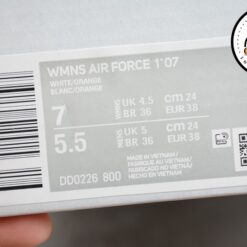 WMNS AIR FORCE 1'07
WHITE/ORANGE
BLANC/ORANGE
7 WMNS UK 4.5 cm 24
BR 36 EUR 38
5.5 MENS UK 5 cm 24
BR 36 EUR 38
MADE IN VIETNAM /
FABRIQUÉ AU VIETNAM /
FABRICADO NO VIETNÃ /
HECHO EN VIETNAM
DD0226 800